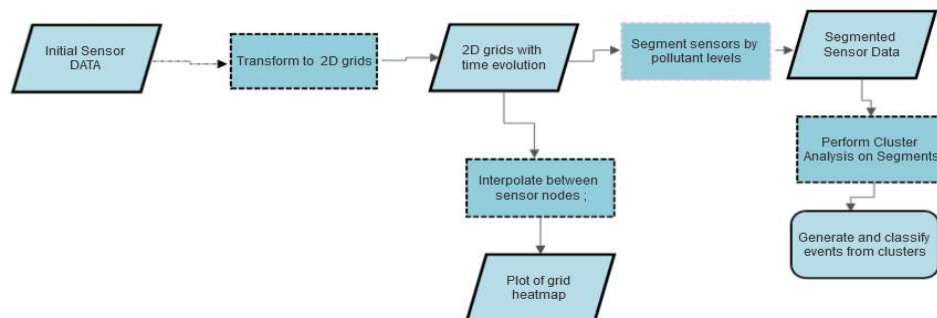 Initial Sensor
DATA
Transform to 2D grids
2D grids with
time evolution
Segment sensors by
pollutant levels
Segmented
Sensor Data
Perform Cluster
Analysis on Segments
Generate and classify
events from clusters
Interpolate between
sensor nodes ;
Plot of grid
heatmap